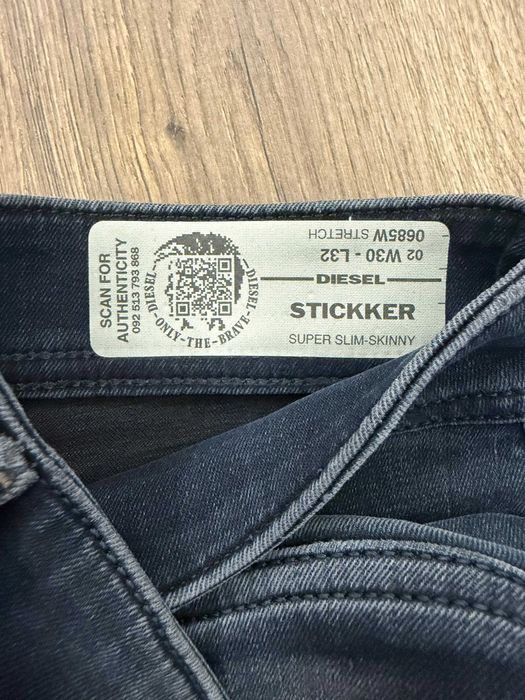 SCAN FOR
AUTHENTICITY
092 513 793 868
DIESEL
ONLY-THE-BRAVE
DIESEL
0685W STRETCH
02 W30 - L32
DIESEL
STICKKER
SUPER SLIM-SKINNY